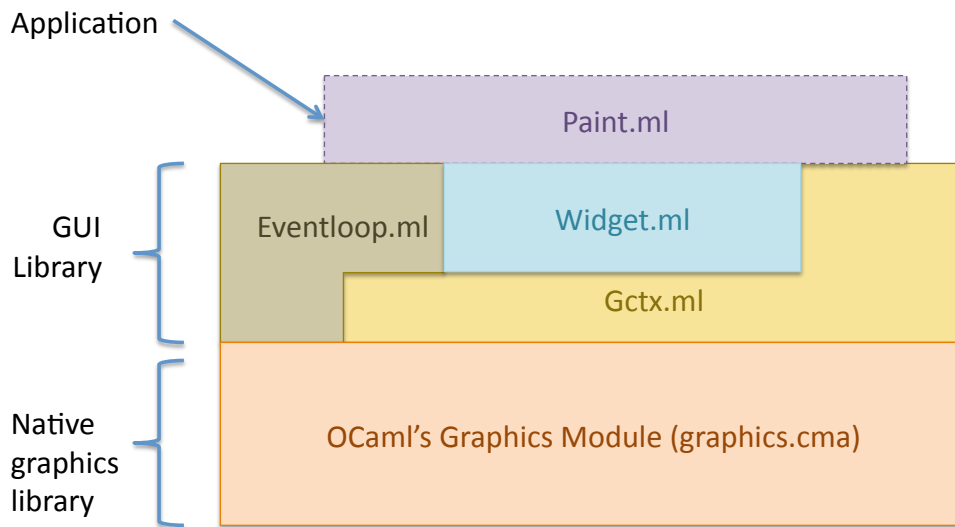 Application
Paint.ml
GUI
Library
Eventloop.ml
Widget.ml
Gctx.ml
Native
graphics
library
OCaml's Graphics Module (graphics.cma)